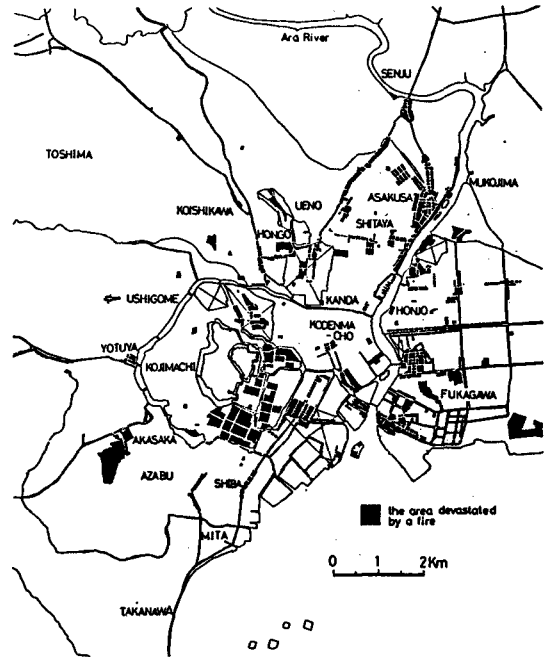 Ara River
SENJU
TOSHIMA
MUKOJIMA
ASAKUSA
UENO
KOISHIKAWA
HONGO
SHITAYA
USHIGOME
KANDA
HONJO
KODENMA
CHO
YOTUYA
KOJIMACHI
FUKAGAWA
AKASAKA
AZABU
SHIBA
the area devastated
by a fire
MITA
0 1 2Km
TAKANAWA